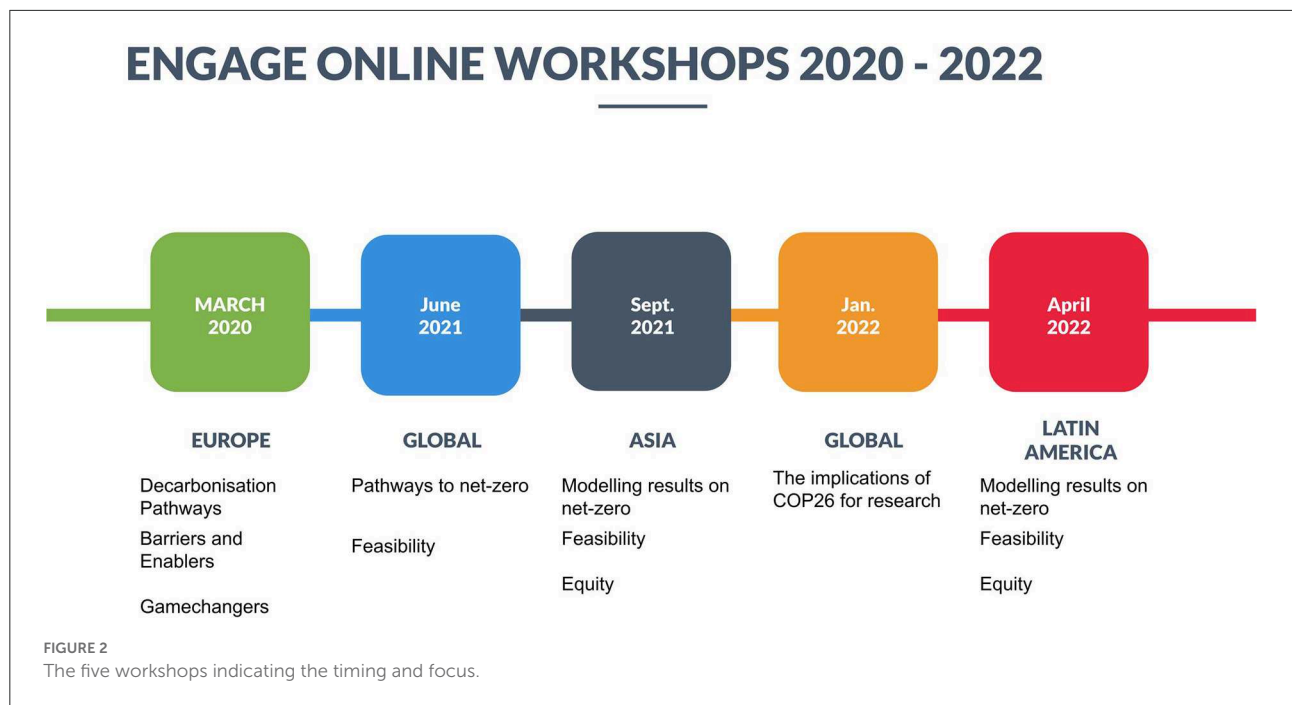 ENGAGE ONLINE WORKSHOPS 2020 - 2022
MARCH
2020
June
2021
Sept.
2021
Jan.
2022
April
2022
EUROPE
Decarbonisation
Pathways
Barriers and
Enablers
Gamechangers
GLOBAL
Pathways to net-zero
Feasibility
ASIA
Modelling results on
net-zero
Feasibility
Equity
GLOBAL
The implications of
COP26 for research
LATIN
AMERICA
Modelling results on
net-zero
Feasibility
Equity
FIGURE 2
The five workshops indicating the timing and focus.